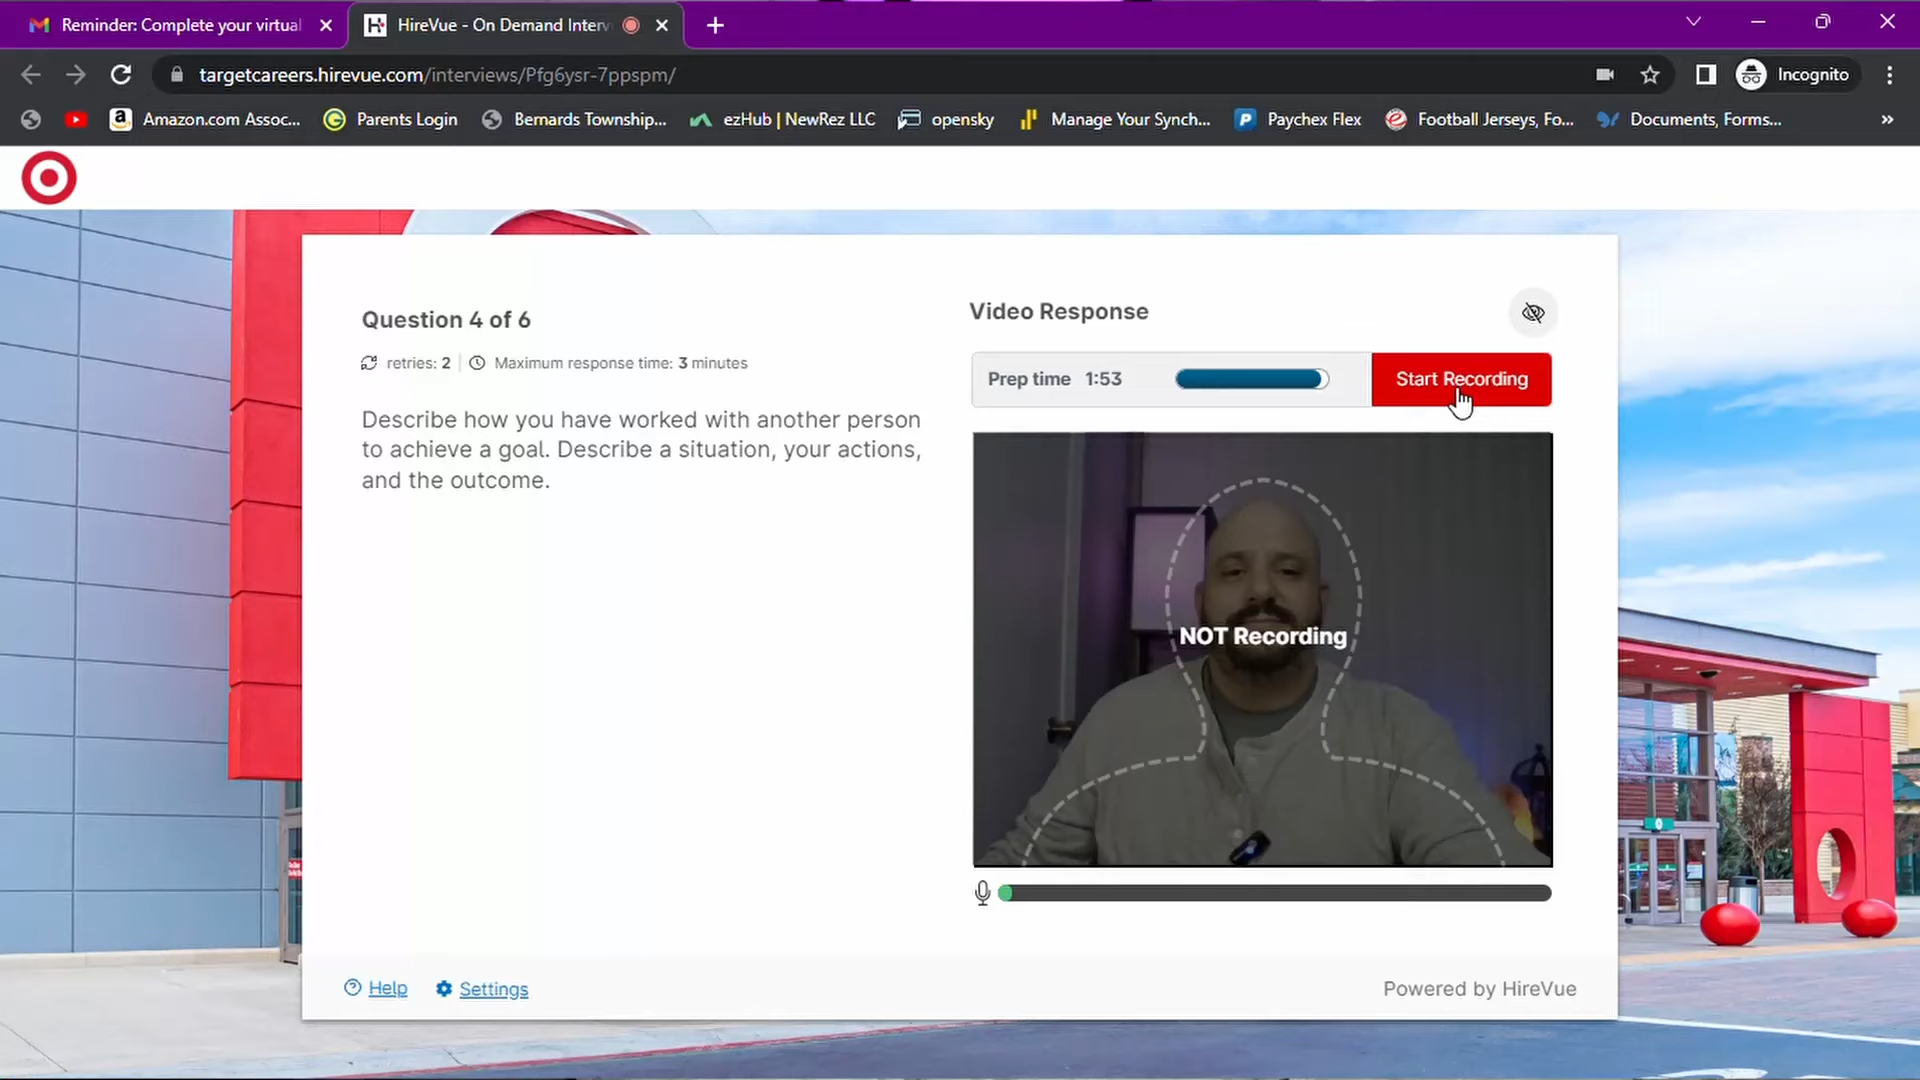 Reminder: Complete your virtual
HireVue - On Demand Interv
targetcareers.hirevue.com/interviews/Pfg6ysr-7ppspm/
Incognito
Amazon.com Assoc...
Parents Login
Bernards Township...
ezHub | NewRez LLC
opensky
Manage Your Synch...
Paychex Flex
Football Jerseys, Fo...
Documents, Forms...
Question 4 of 6
retries: 2
Maximum response time: 3 minutes
Describe how you have worked with another person
to achieve a goal. Describe a situation, your actions,
and the outcome.
Video Response
Prep time 1:53
Start Recording
NOT Recording
Help
Settings
Powered by HireVue